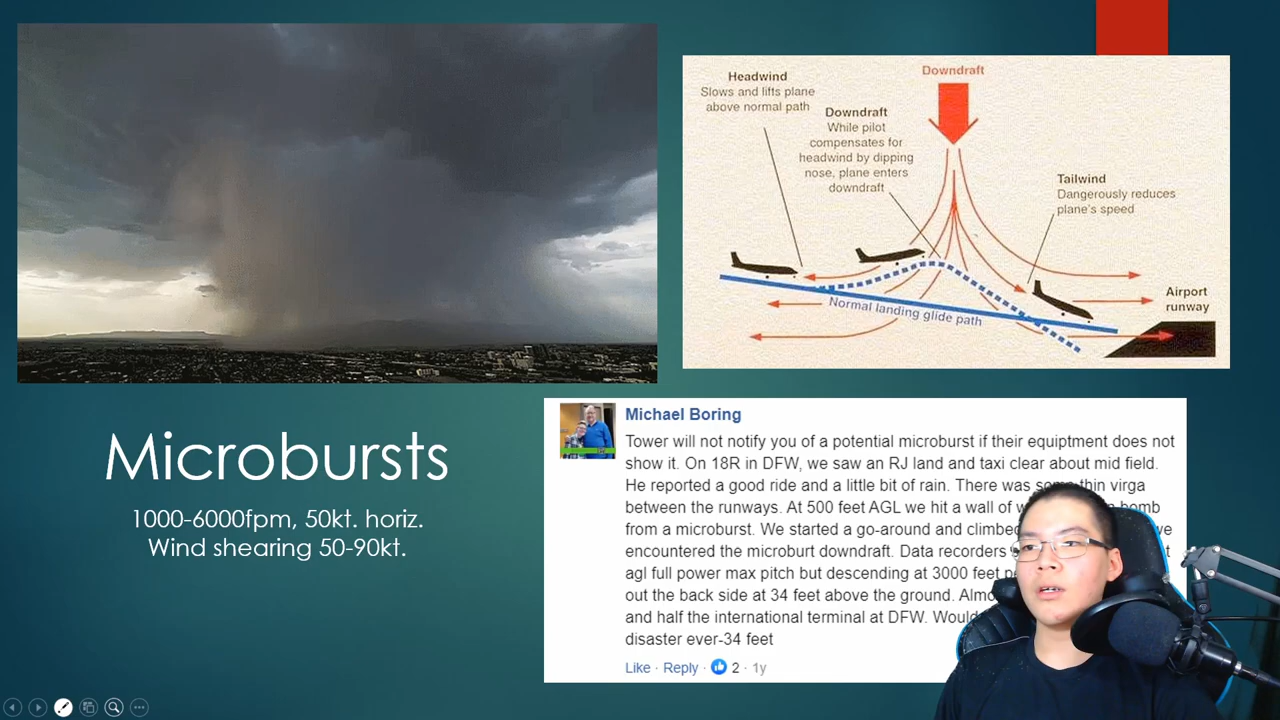 Headwind
Slows and lifts plane
above normal path
Downdraft
While pilot
compensates for
headwind by dipping
nose, plane enters
downdraft
Downdraft
Tailwind
Dangerously reduces
plane's speed
Airport
runway
Normal landing glide path
Microbursts
1000-6000fpm, 50kt. horiz.
Wind shearing 50-90kt.
Michael Boring
Tower will not notify you of a potential microburst if their equiptment does not
show it. On 18R in DFW, we saw an RJ land and taxi clear about mid field.
He reported a good ride and a little bit of rain. There was some thin virga
between the runways. At 500 feet AGL we hit a wall of bomb
from a microburst. We started a go-around and climbed
encountered the microburt downdraft. Data recorders
agl full power max pitch but descending at 3000 feet
out the back side at 34 feet above the ground.
and half the international terminal at DFW. Would
disaster ever-34 feet
Like · Reply · 2 · 1y